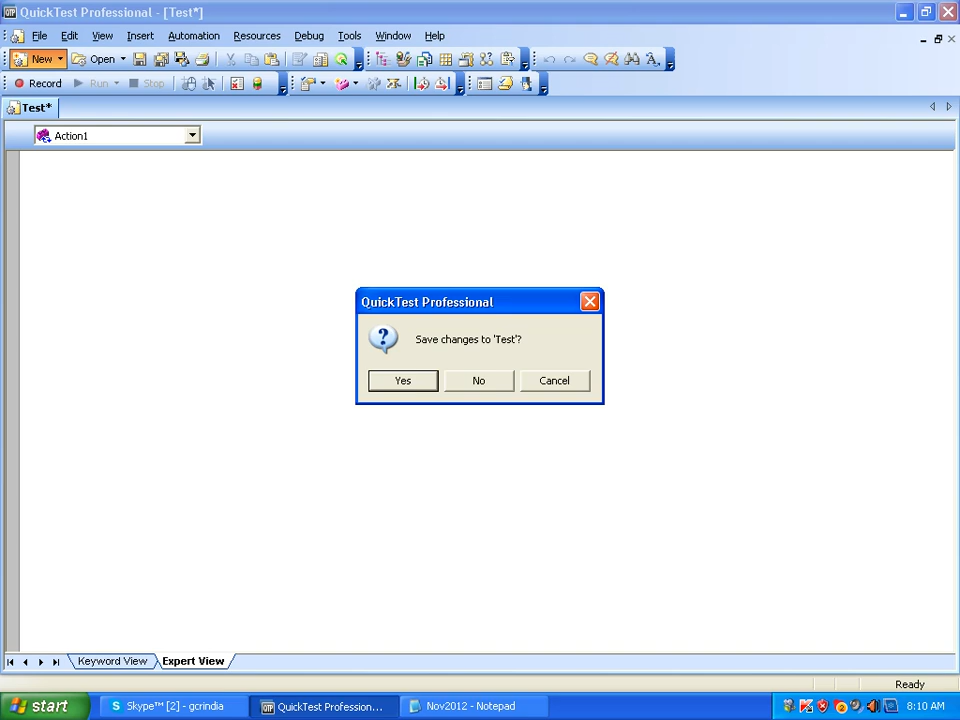 QTP QuickTest Professional - [Test*]
File Edit View Insert Automation Resources Debug Tools Window Help
New Open
Record Run Stop
Test*
Action1
QuickTest Professional
Save changes to 'Test'?
Yes No Cancel
Keyword View Expert View
Ready
start Skype™ [2] - gcrindia QuickTest Profession... Nov2012 - Notepad 8:10 AM